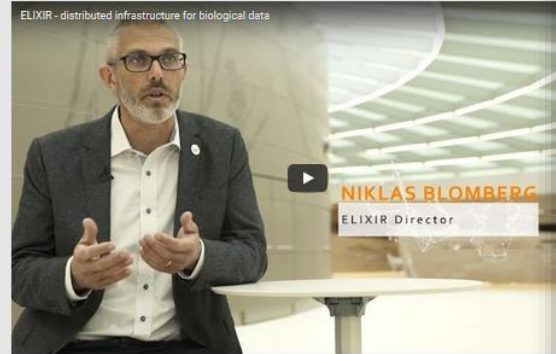 ELIXIR - distributed infrastructure for biological data
NIKLAS BLOMBERG
ELIXIR Director